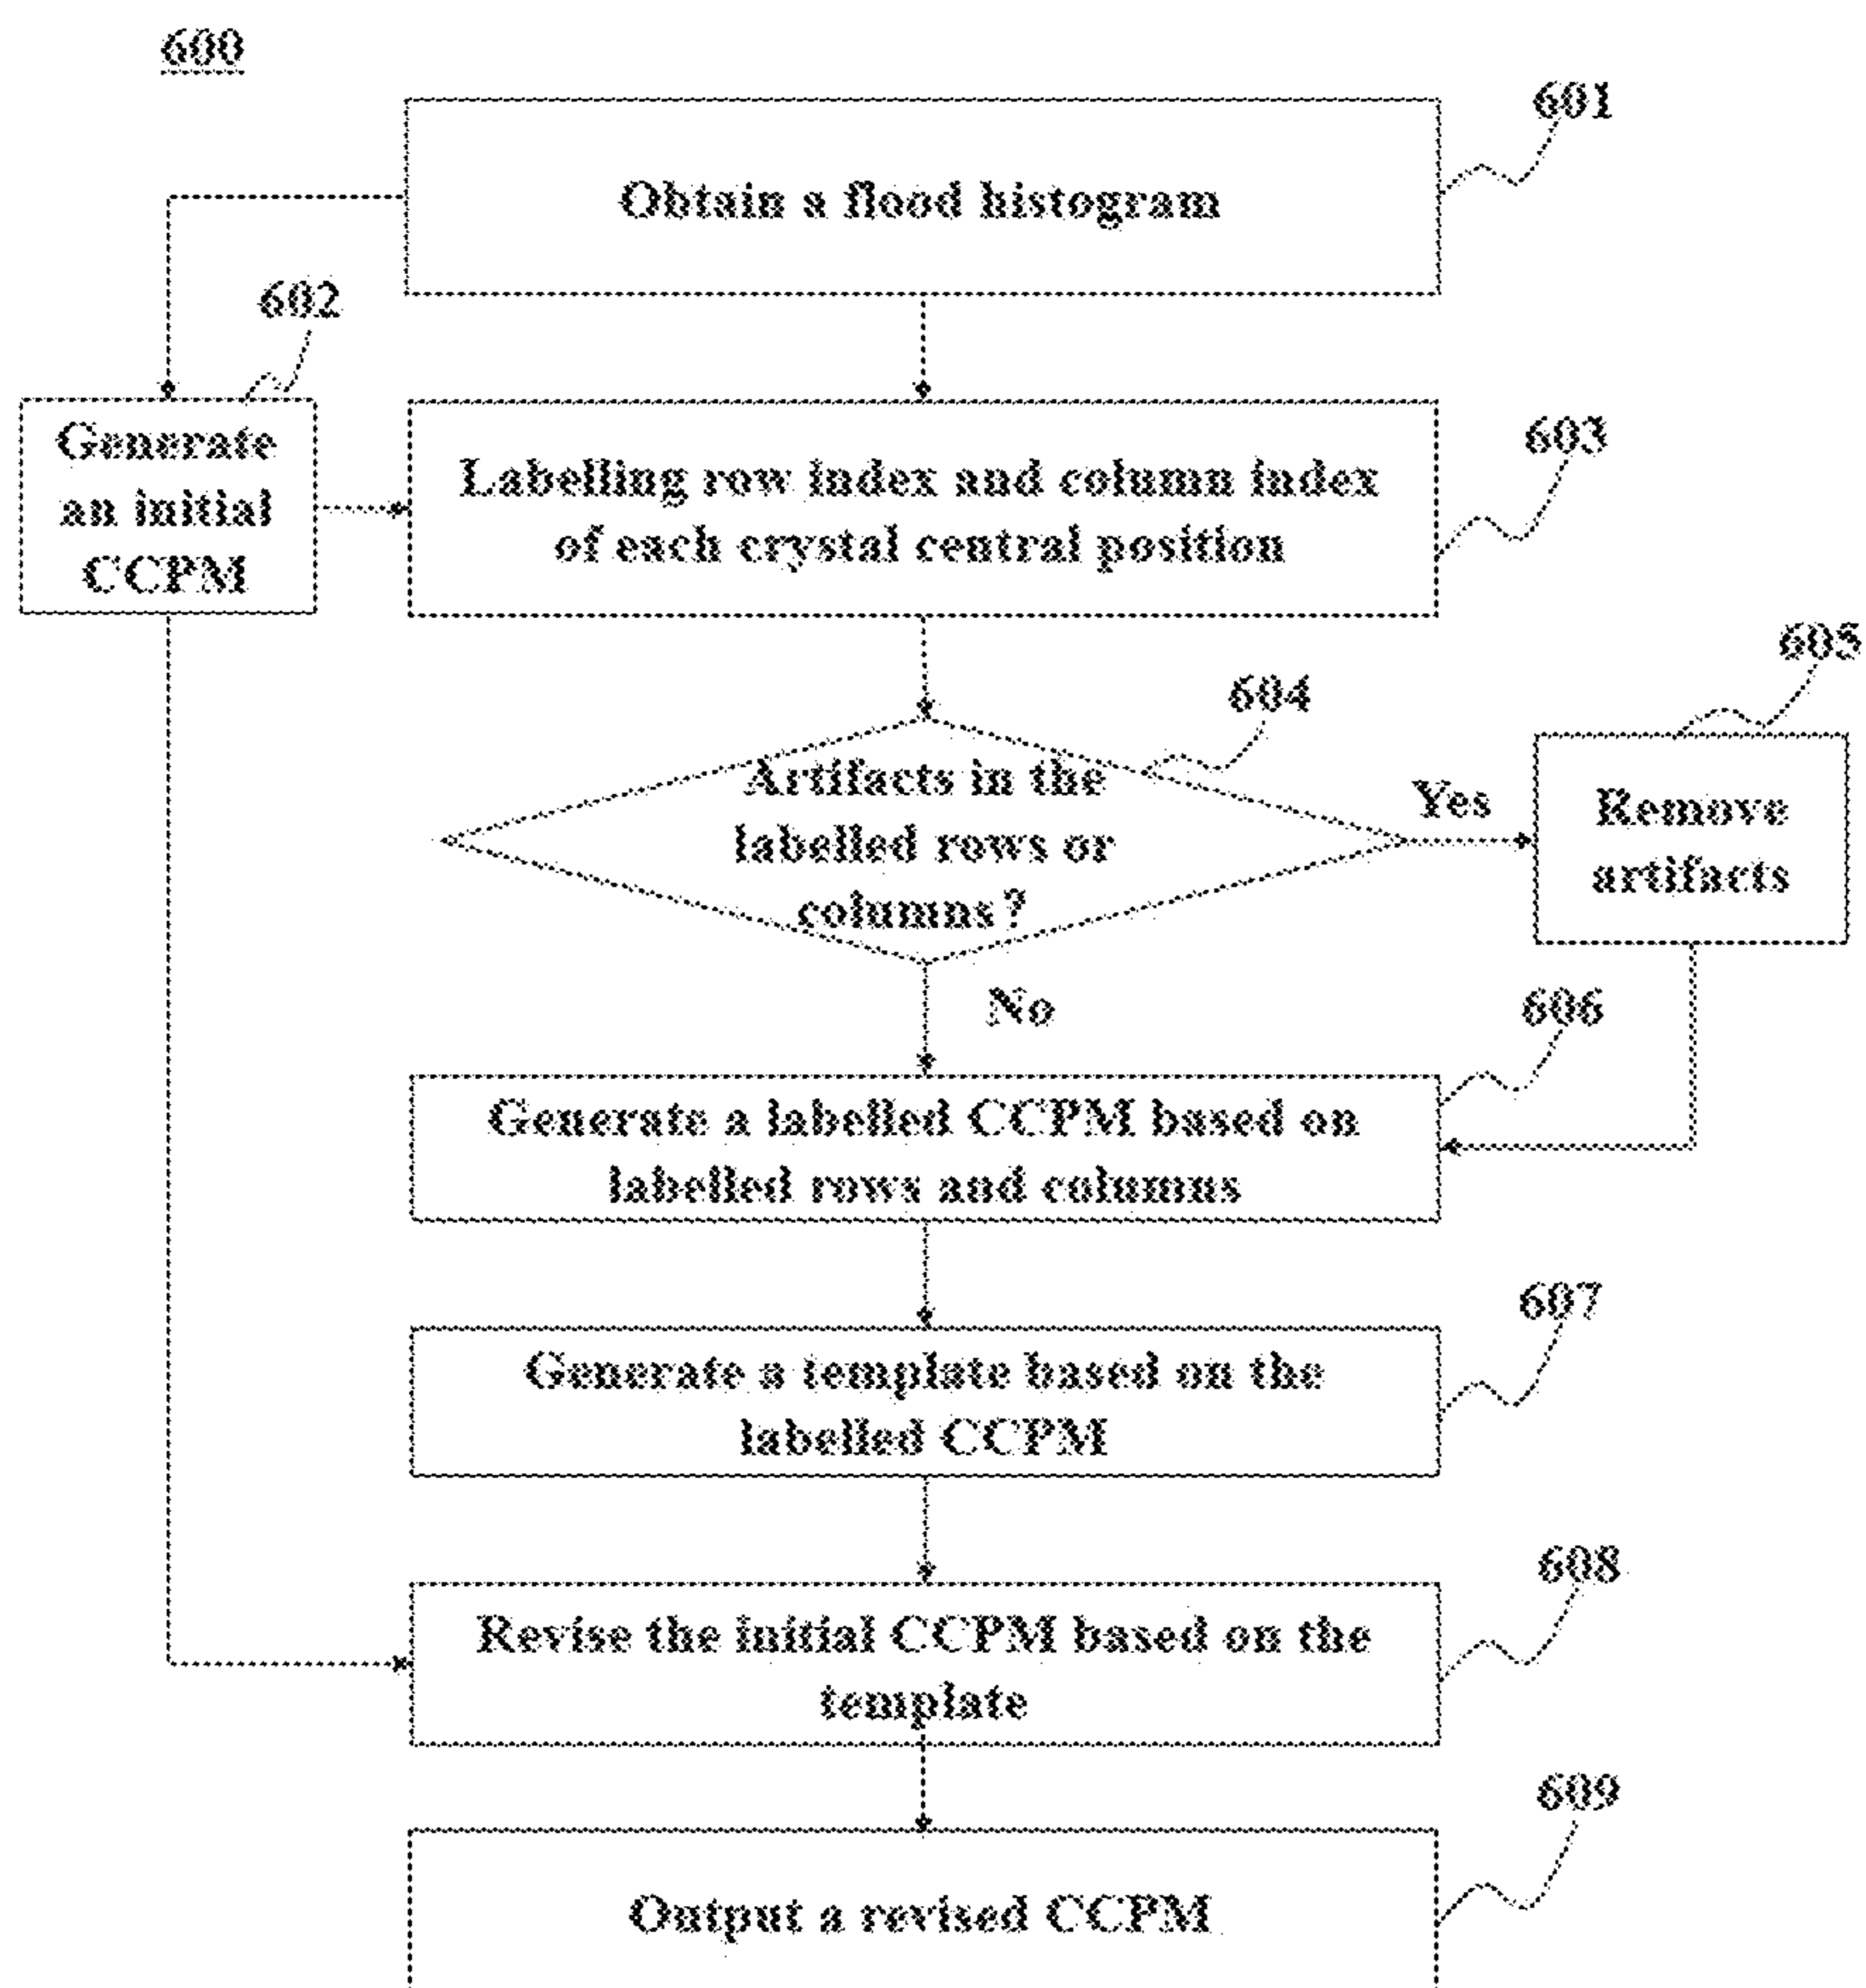 600
601
Obtain a flood histogram
602
Generate
an initial
CCPM
603
Labelling row index and column index
of each crystal central position
604
Artifacts in the
labelled rows or
columns?
Yes
605
Remove
artifacts
No
606
Generate a labelled CCPM based on
labelled rows and columns
607
Generate a template based on the
labelled CCPM
608
Revise the initial CCPM based on the
template
609
Output a revised CCPM